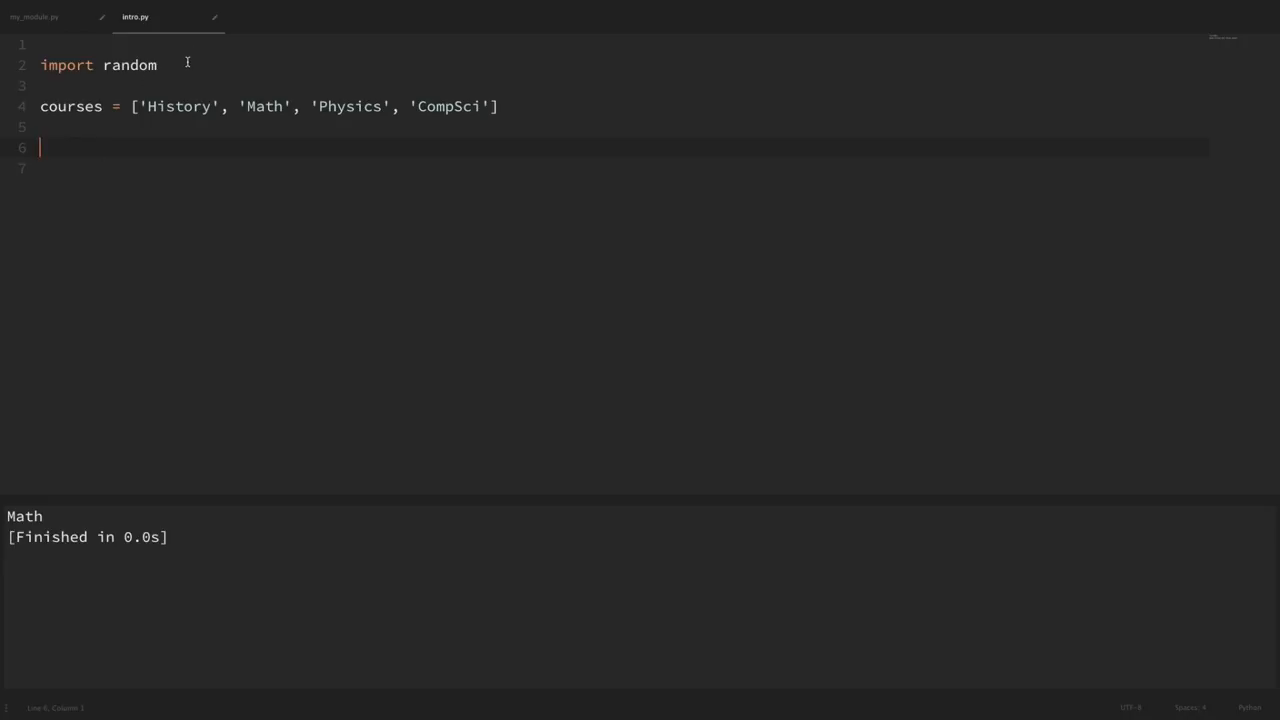 my_module.py intro.py
1
2 import random
3
4 courses = ['History', 'Math', 'Physics', 'CompSci']
5
6
7
Math
[Finished in 0.0s]
Line 6, Column 1 UTF-8 Spaces: 4 Python